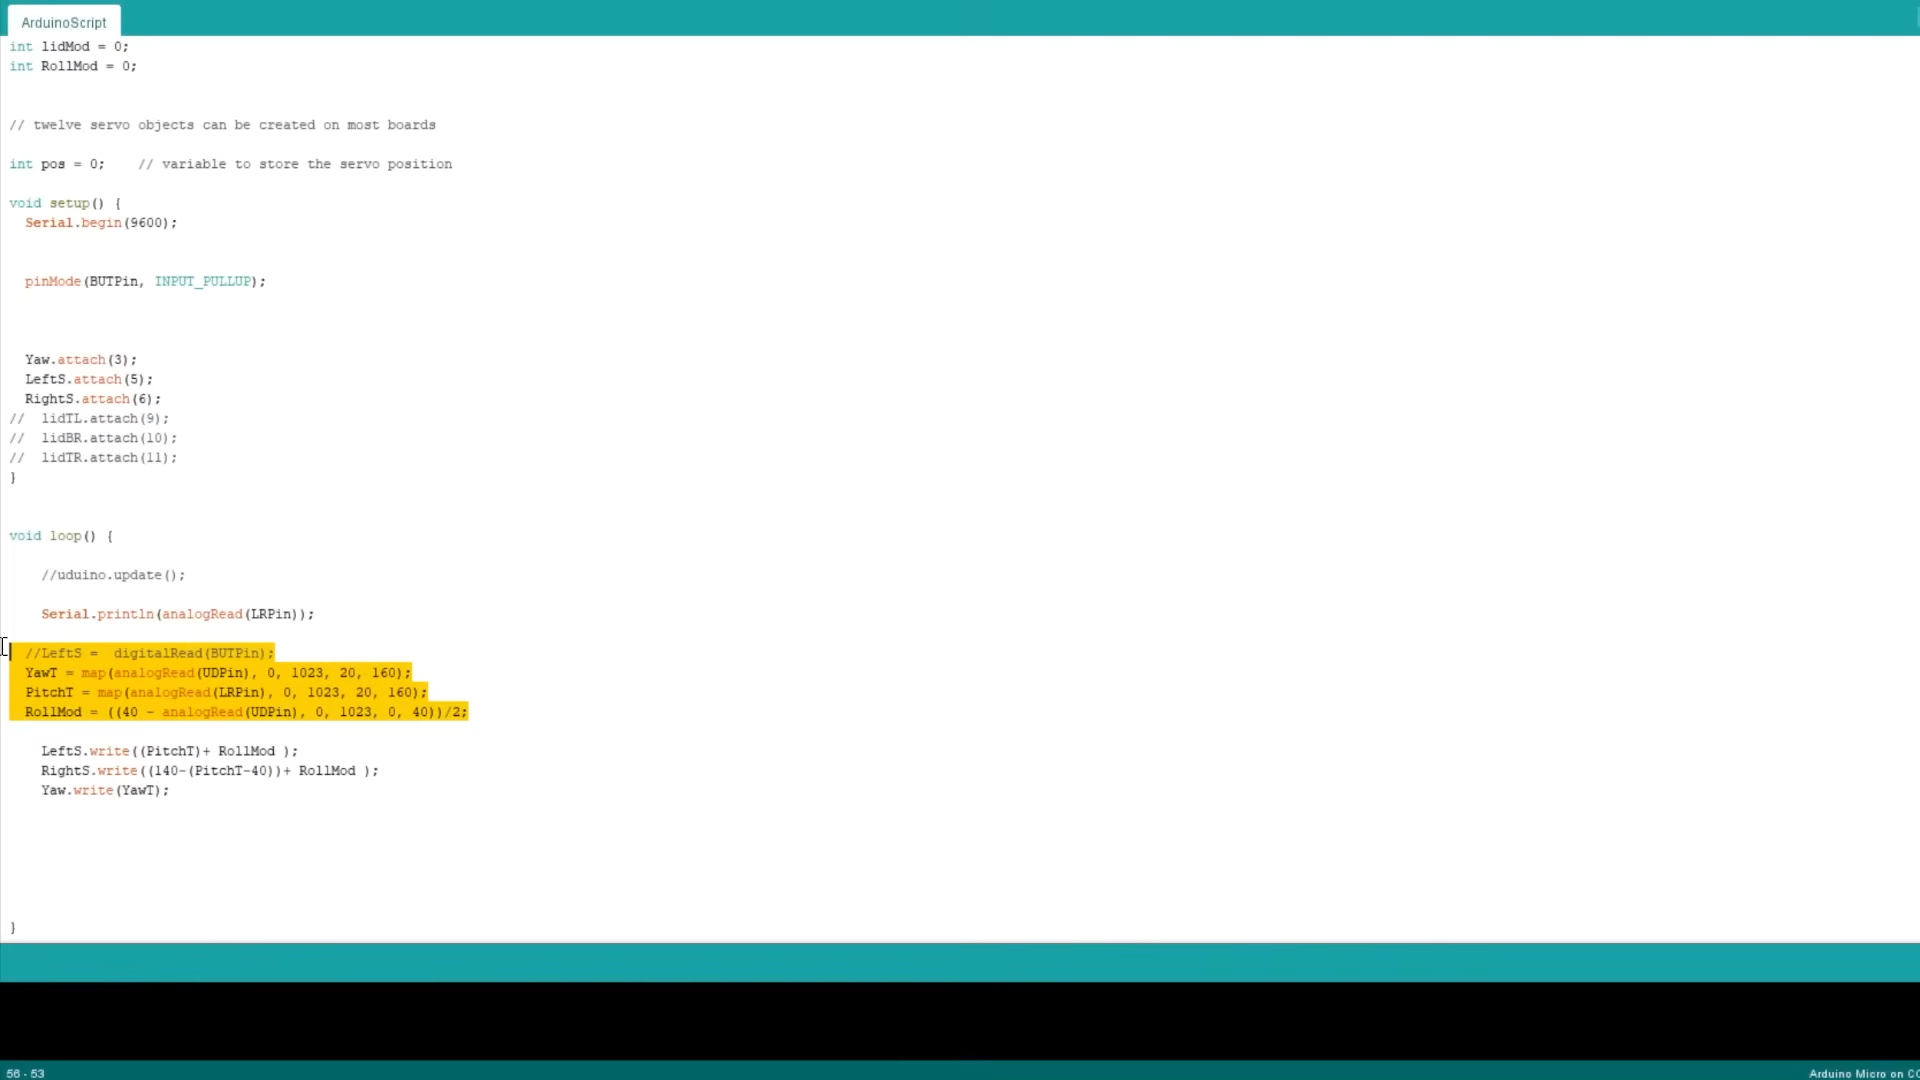 ArduinoScript
int lidMod = 0;
int RollMod = 0;
// twelve servo objects can be created on most boards
int pos = 0;    // variable to store the servo position
void setup() {
  Serial.begin(9600);
  pinMode(BUTPin, INPUT_PULLUP);
  Yaw.attach(3);
  LeftS.attach(5);
  RightS.attach(6);
//  lidTL.attach(9);
//  lidBR.attach(10);
//  lidTR.attach(11);
}
void loop() {
    //uduino.update();
    Serial.println(analogRead(LRPin));
  //LeftS =  digitalRead(BUTPin);
  YawT = map(analogRead(UDPin), 0, 1023, 20, 160);
  PitchT = map(analogRead(LRPin), 0, 1023, 20, 160);
  RollMod = ((40 - analogRead(UDPin), 0, 1023, 0, 40))/2;
    LeftS.write((PitchT)+ RollMod );
    RightS.write((140-(PitchT-40))+ RollMod );
    Yaw.write(YawT);
}
56 - 53
Arduino Micro on CO